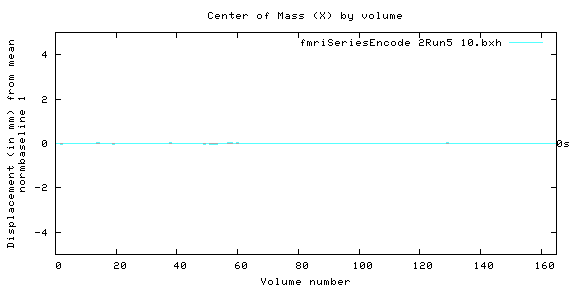 Center of Mass (X) by volume
fmriSeriesEncode 2Run5 10.bxh
Displacement (in mm) from mean
normbaseline 1
4
2
0
-2
-4
0s
0 20 40 60 80 100 120 140 160
Volume number